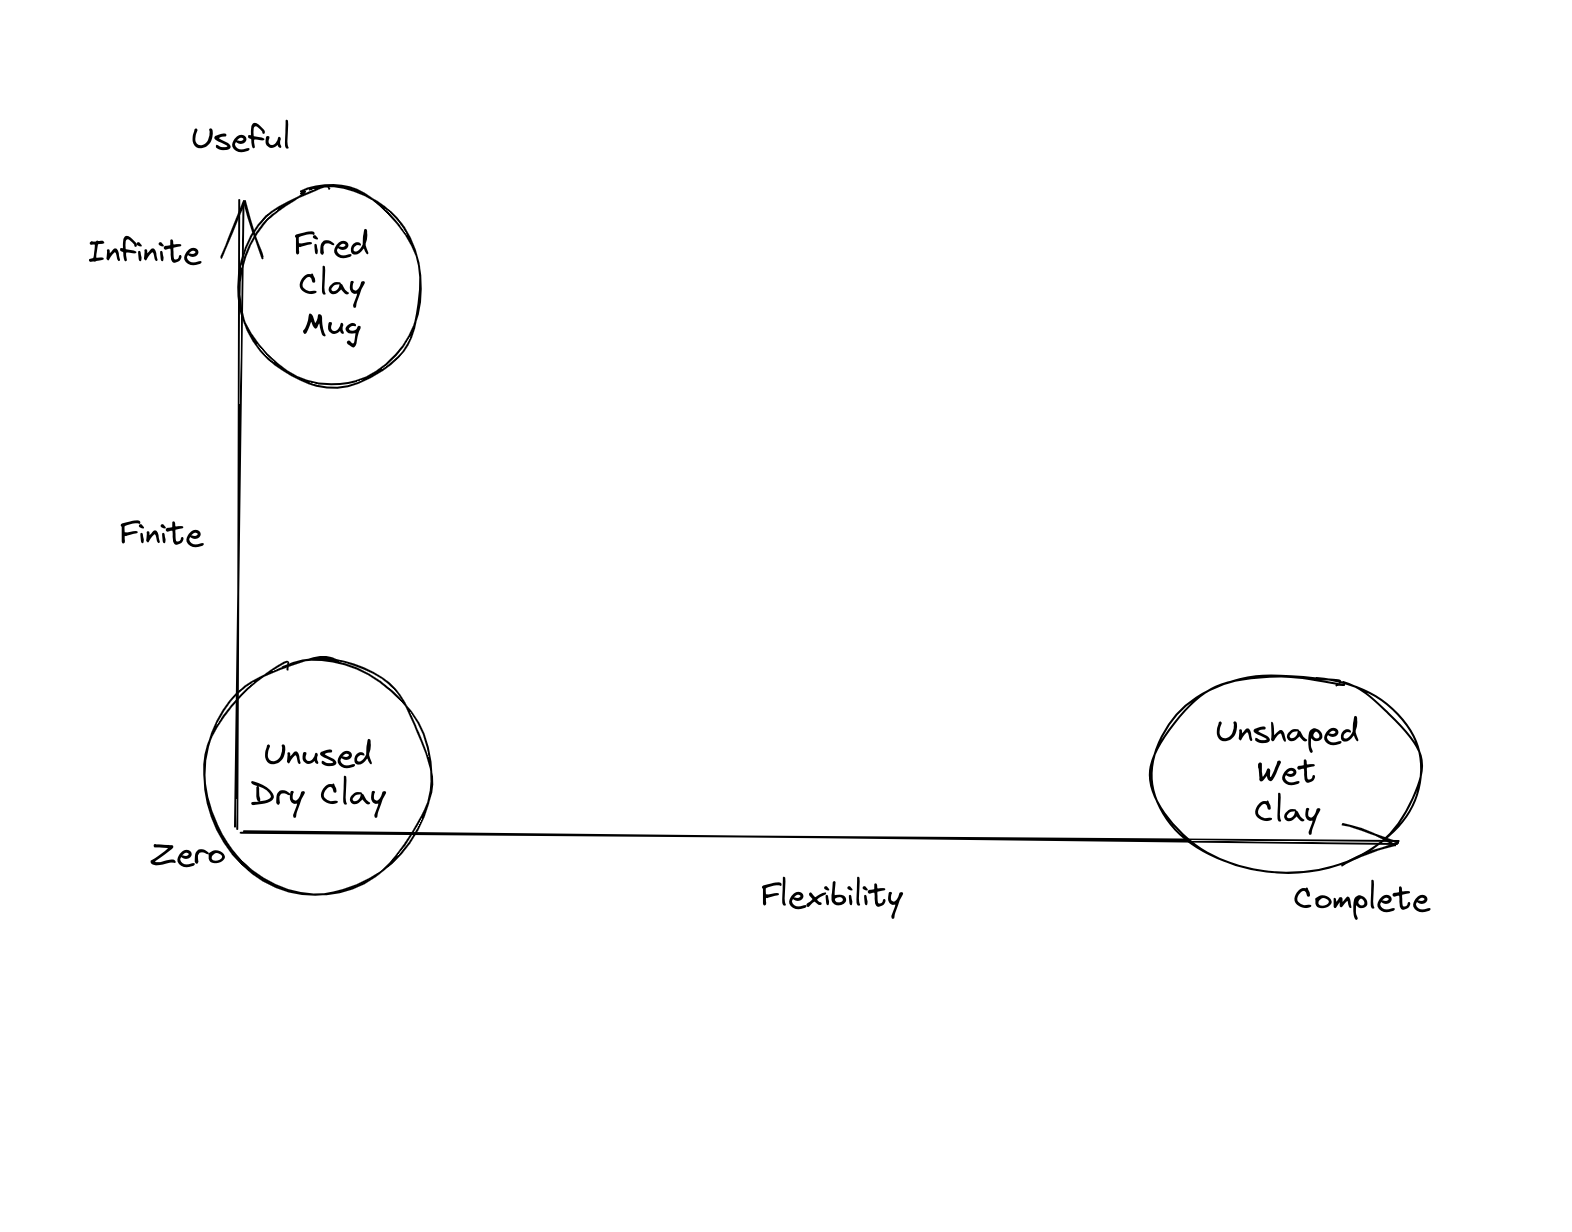 Useful
Infinite
Fired
Clay
Mug
Finite
Unused
Dry Clay
Unshaped
Wet
Clay
Zero
Flexibility
Complete